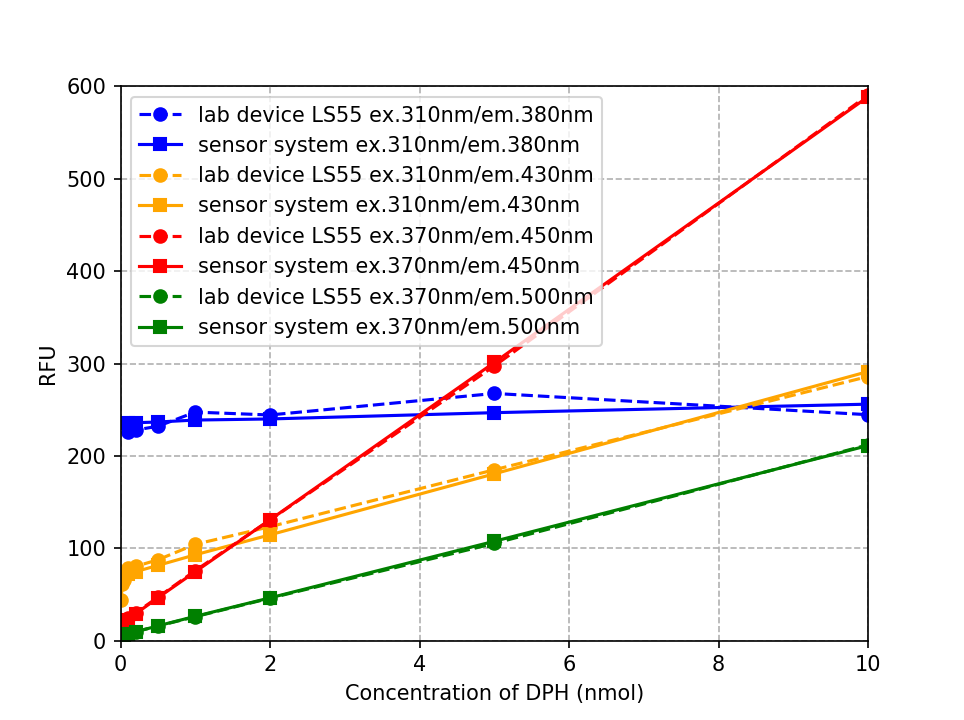 600
500
400
300
200
100
0
RFU
lab device LS55 ex.310nm/em.380nm
sensor system ex.310nm/em.380nm
lab device LS55 ex.310nm/em.430nm
sensor system ex.310nm/em.430nm
lab device LS55 ex.370nm/em.450nm
sensor system ex.370nm/em.450nm
lab device LS55 ex.370nm/em.500nm
sensor system ex.370nm/em.500nm
0 2 4 6 8 10
Concentration of DPH (nmol)